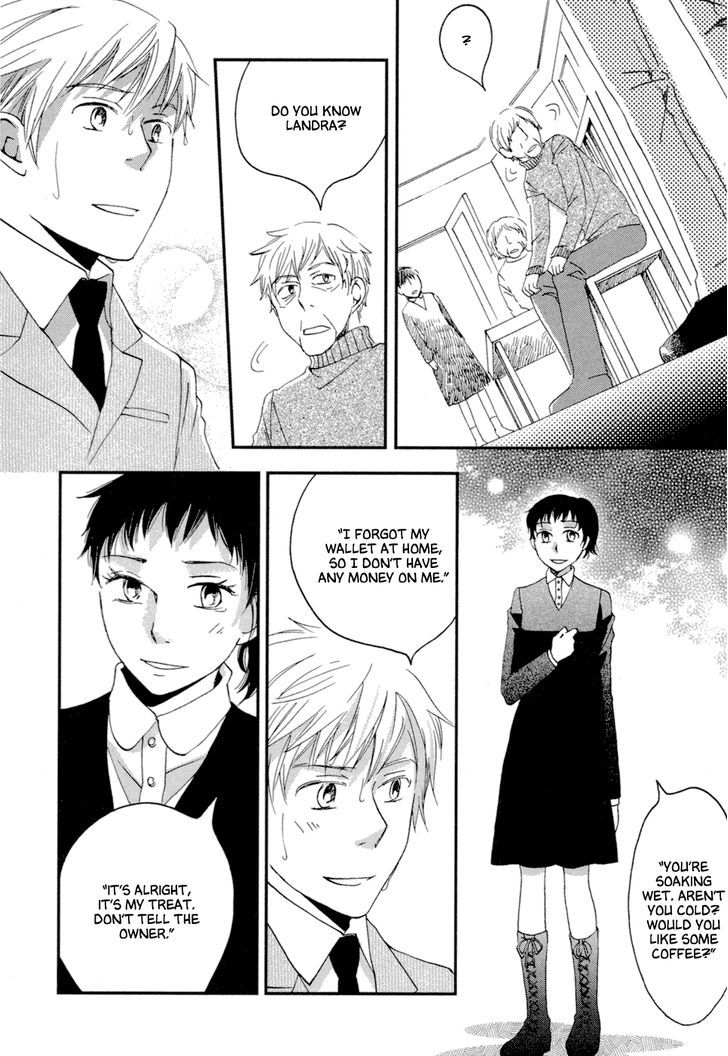 ?
DO YOU KNOW
LANDRA?
"YOU'RE
SOAKING
WET. AREN'T
YOU COLD?
WOULD YOU
LIKE SOME
COFFEE?"
"I FORGOT MY
WALLET AT HOME,
SO I DON'T HAVE
ANY MONEY ON ME."
"IT'S ALRIGHT,
IT'S MY TREAT.
DON'T TELL THE
OWNER."